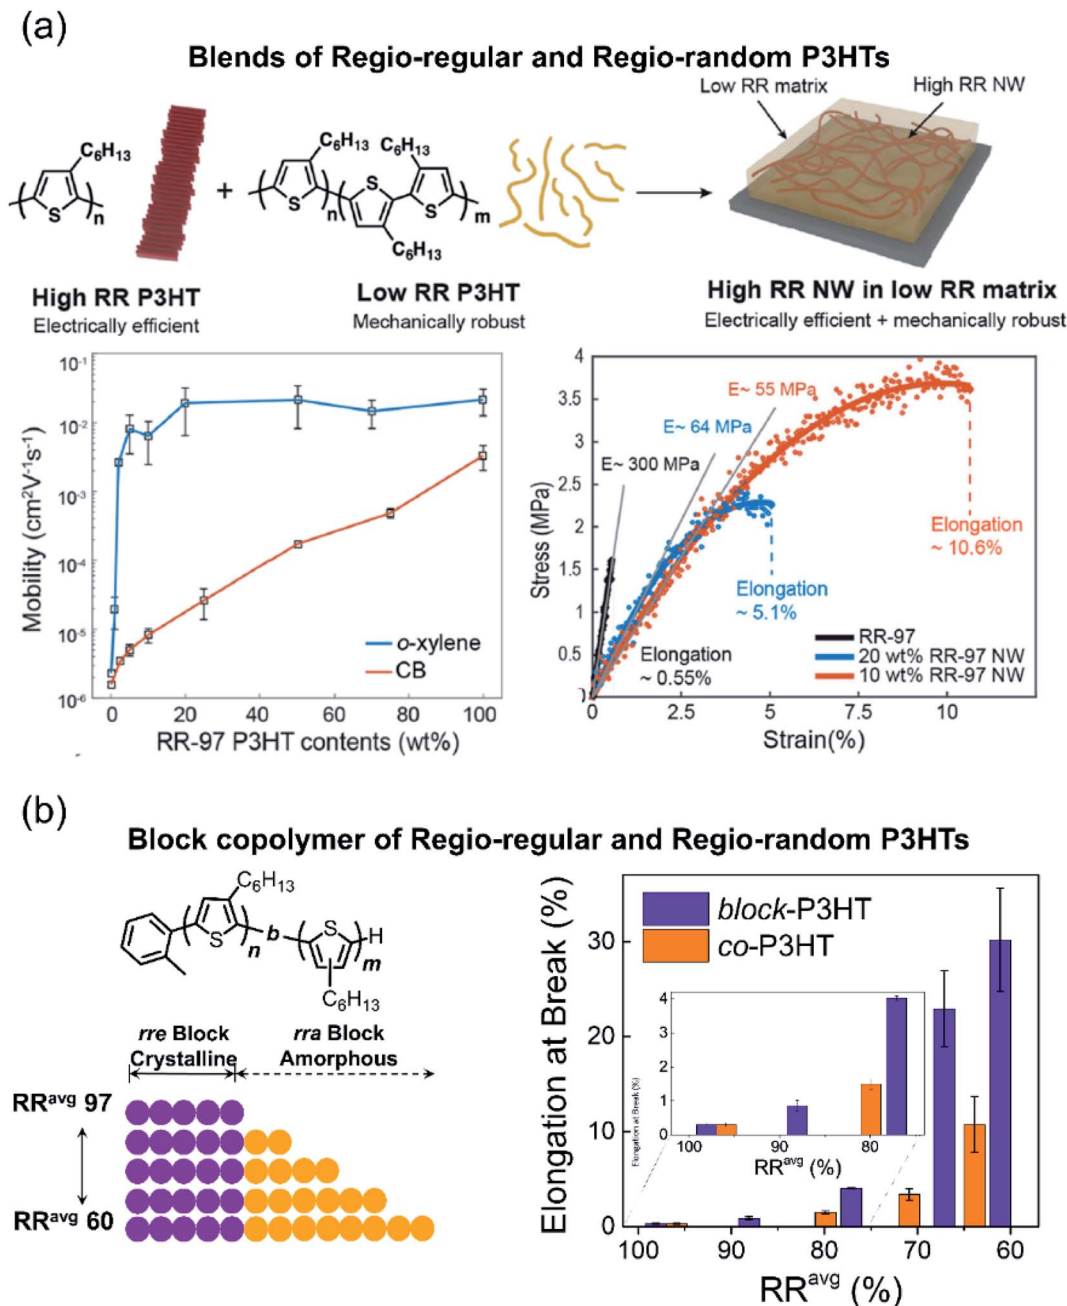 (a)
Blends of Regio-regular and Regio-random P3HTs
Low RR matrix
High RR NW
C6H13
S
n
+
C6H13
C6H13
S
S
S
n
m
C6H13
High RR P3HT
Electrically efficient
Low RR P3HT
Mechanically robust
High RR NW in low RR matrix
Electrically efficient + mechanically robust
Mobility (cm2V-1s-1)
10-1
10-2
10-3
10-4
10-5
10-6
0
20
40
60
80
100
RR-97 P3HT contents (wt%)
o-xylene
CB
Stress (MPa)
4
3.5
3
2.5
2
1.5
1
0.5
0
0
2.5
5
7.5
10
Strain(%)
E~ 55 MPa
E~ 64 MPa
E~ 300 MPa
Elongation
~ 10.6%
Elongation
~ 5.1%
Elongation
~ 0.55%
RR-97
20 wt% RR-97 NW
10 wt% RR-97 NW
(b)
Block copolymer of Regio-regular and Regio-random P3HTs
C6H13
S
n
b
S
H
m
C6H13
rre Block
Crystalline
rra Block
Amorphous
RRavg 97
RRavg 60
Elongation at Break (%)
30
20
10
0
100
90
80
70
60
RRavg (%)
block-P3HT
co-P3HT
Elongation at Break (%)
4
3
2
1
0
100
90
80
RRavg (%)